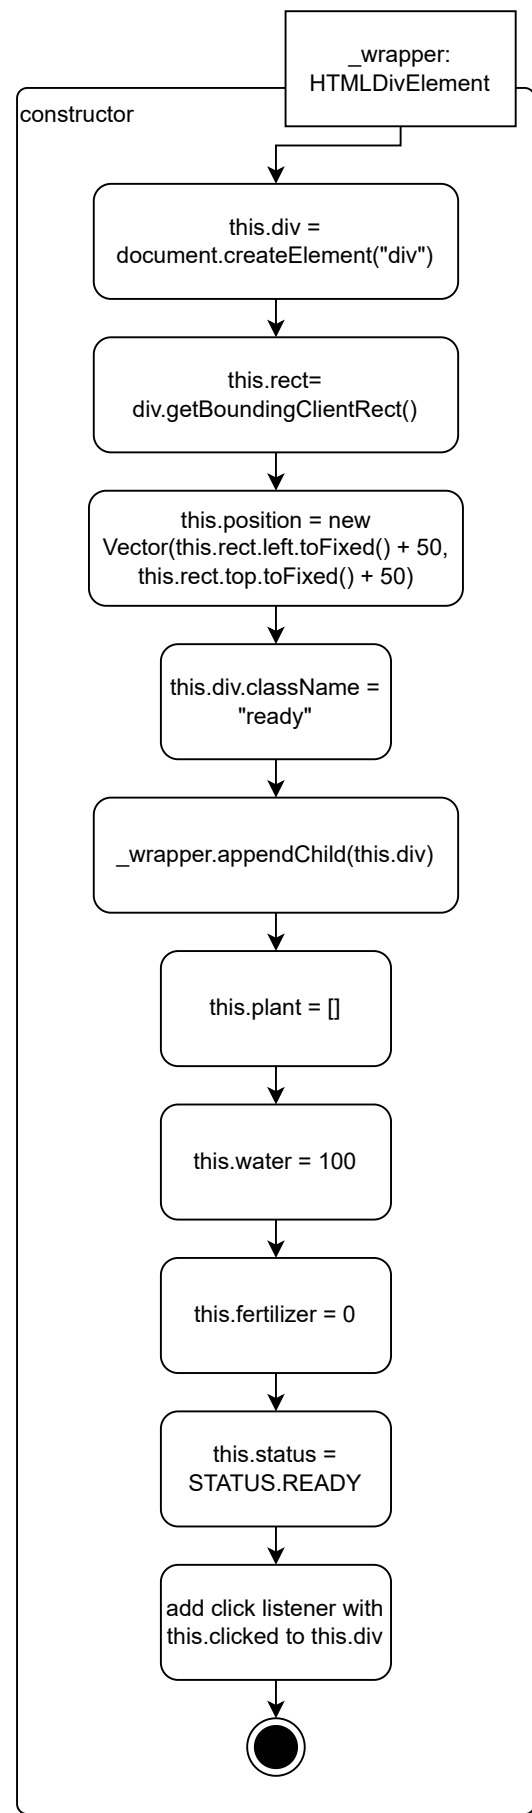 _wrapper:
HTMLDivElement
constructor
this.div =
document.createElement("div")
this.rect=
div.getBoundingClientRect()
this.position = new
Vector(this.rect.left.toFixed() + 50,
this.rect.top.toFixed() + 50)
this.div.className =
"ready"
_wrapper.appendChild(this.div)
this.plant = []
this.water = 100
this.fertilizer = 0
this.status =
STATUS.READY
add click listener with
this.clicked to this.div